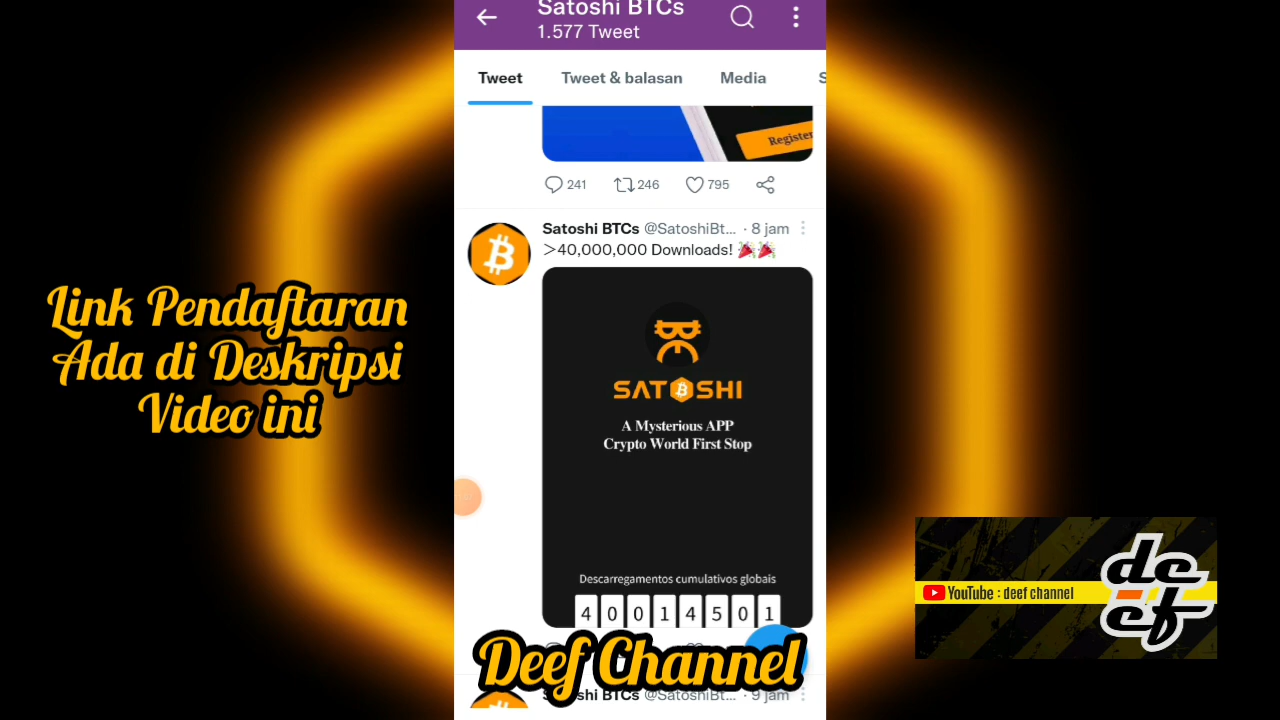 Satoshi BTCs
1.577 Tweet
Tweet
Tweet & balasan
Media
S
Register
241
246
795
Satoshi BTCs @SatoshiBt... · 8 jam
>40,000,000 Downloads! 🎉🎉
SATOSHI
A Mysterious APP
Crypto World First Stop
Descarregamentos cumulativos globais
40014501
Link Pendaftaran
Ada di Deskripsi
Video ini
YouTube : deef channel
deef
Deef Channel
Satoshi BTCs @SatoshiBt... · 9 jam